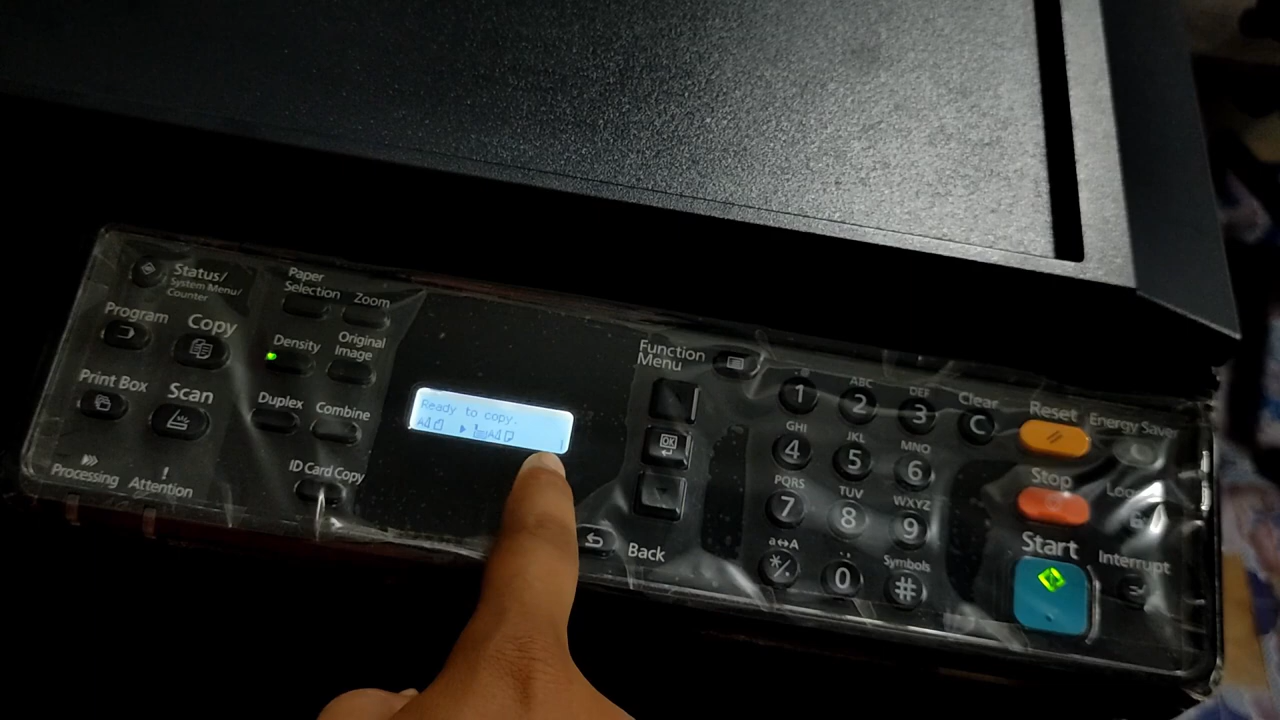 Status/
System Menu/
Counter
Paper
Selection
Zoom
Program
Copy
Density
Original
Image
Print Box
Scan
Duplex
Combine
Processing
!
Attention
ID Card Copy
Ready to copy.
Function
Menu
OK
Back
1
ABC
2
DEF
3
Clear
C
GHI
4
JKL
5
MNO
6
PQRS
7
TUV
8
WXYZ
9
a↔A
*/.
0
Symbols
#
Reset
Energy Saver
Stop
Start
Interrupt